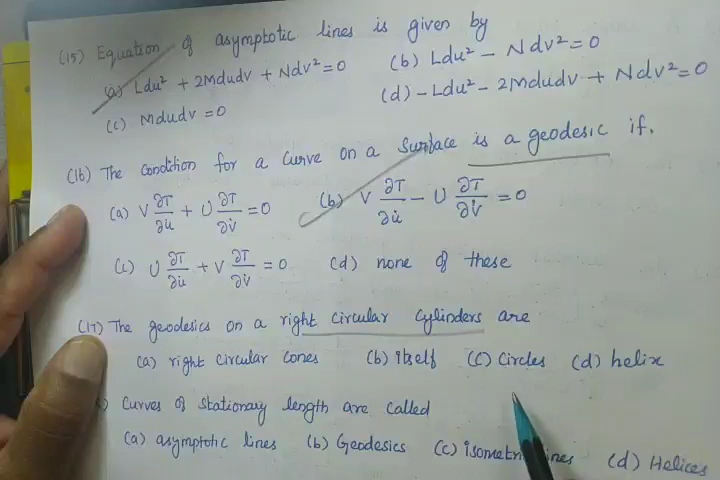 (15) Equation of asymptotic lines is given by
(a) Ldu² + 2Mdudv + Ndv² = 0 (b) Ldu² - Ndv² = 0
(c) Mdudv = 0 (d) - Ldu² - 2Mdudv + Ndv² = 0
(16) The condition for a curve on a surface is a geodesic if.
(a) V ∂T/∂u̇ + U ∂T/∂v̇ = 0 (b) V ∂T/∂u̇ - U ∂T/∂v̇ = 0
(c) U ∂T/∂u̇ + V ∂T/∂v̇ = 0 (d) none of these
(17) The geodesics on a right circular cylinders are
(a) right circular cones (b) itself (c) Circles (d) helix
Curves of stationary length are called
(a) asymptotic lines (b) Geodesics (c) (d) Helices